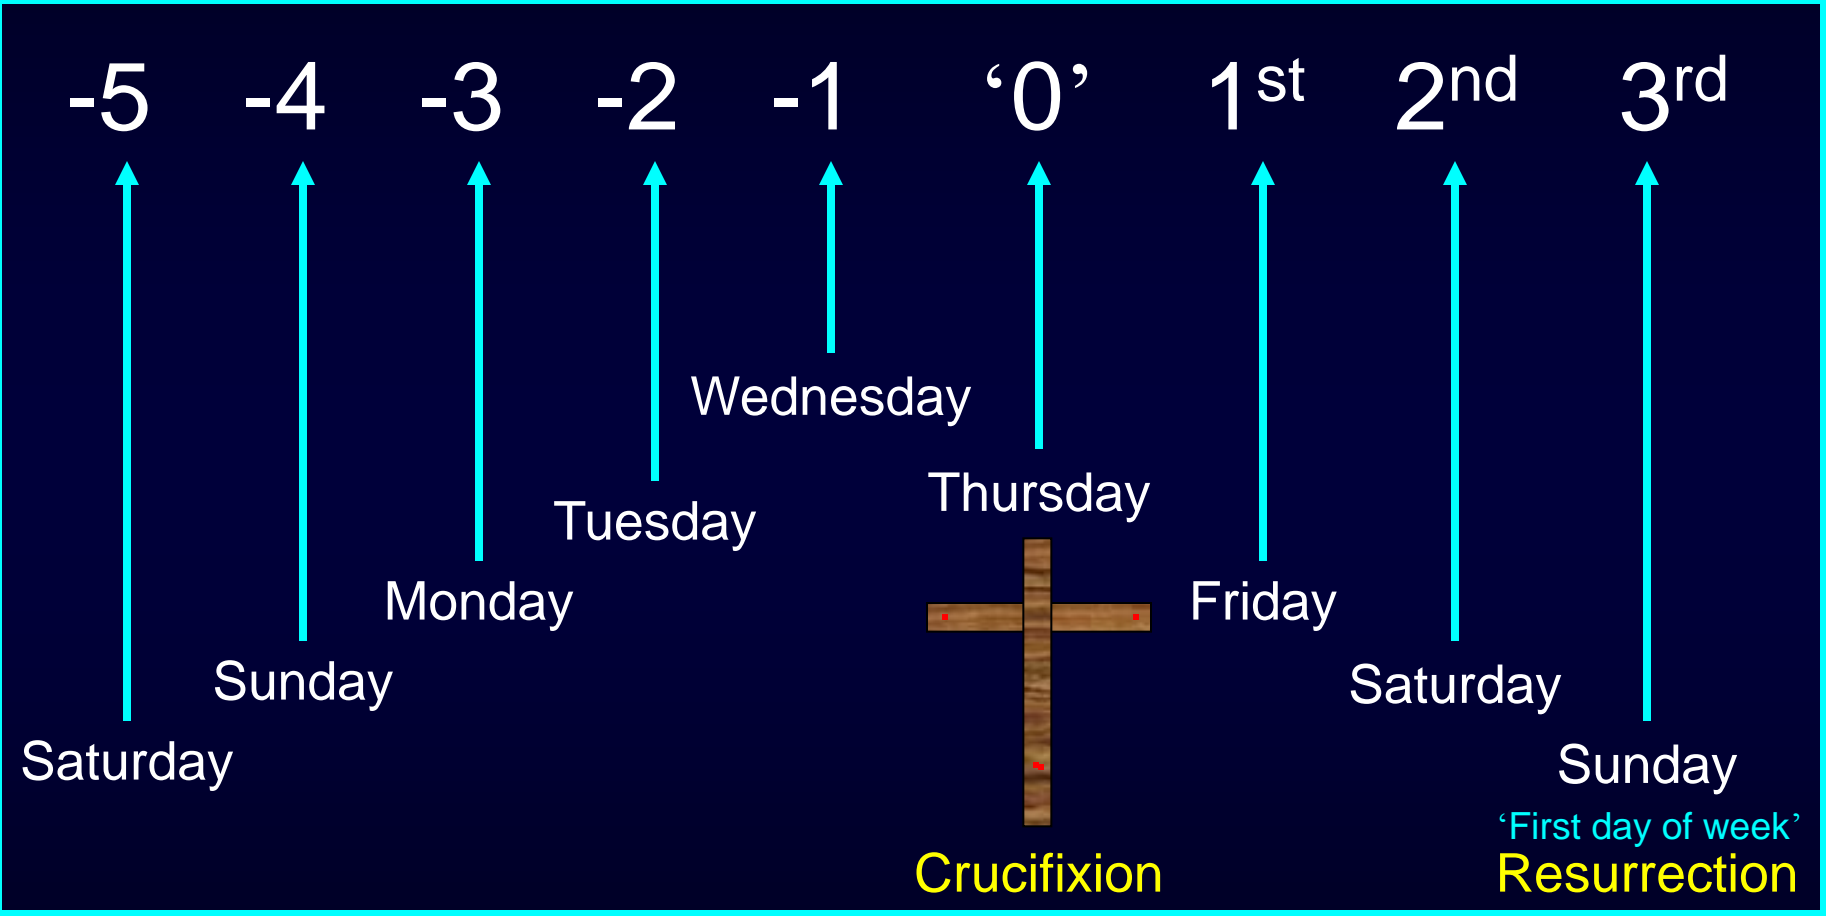 -5 -4 -3 -2 -1 ‘0’ 1st 2nd 3rd
Wednesday
Thursday
Tuesday
Monday
Friday
Sunday
Saturday
Saturday
Sunday
‘First day of week’
Crucifixion
Resurrection